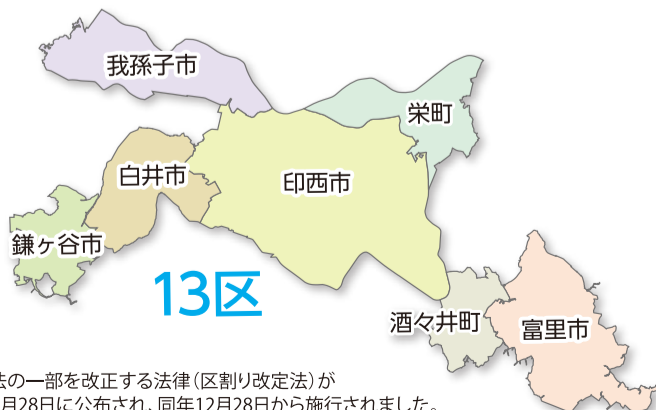 我孫子市
栄町
白井市
印西市
鎌ヶ谷市
13区
酒々井町
富里市
法の一部を改正する法律（区割り改定法）が
月28日に公布され、同年12月28日から施行されました。